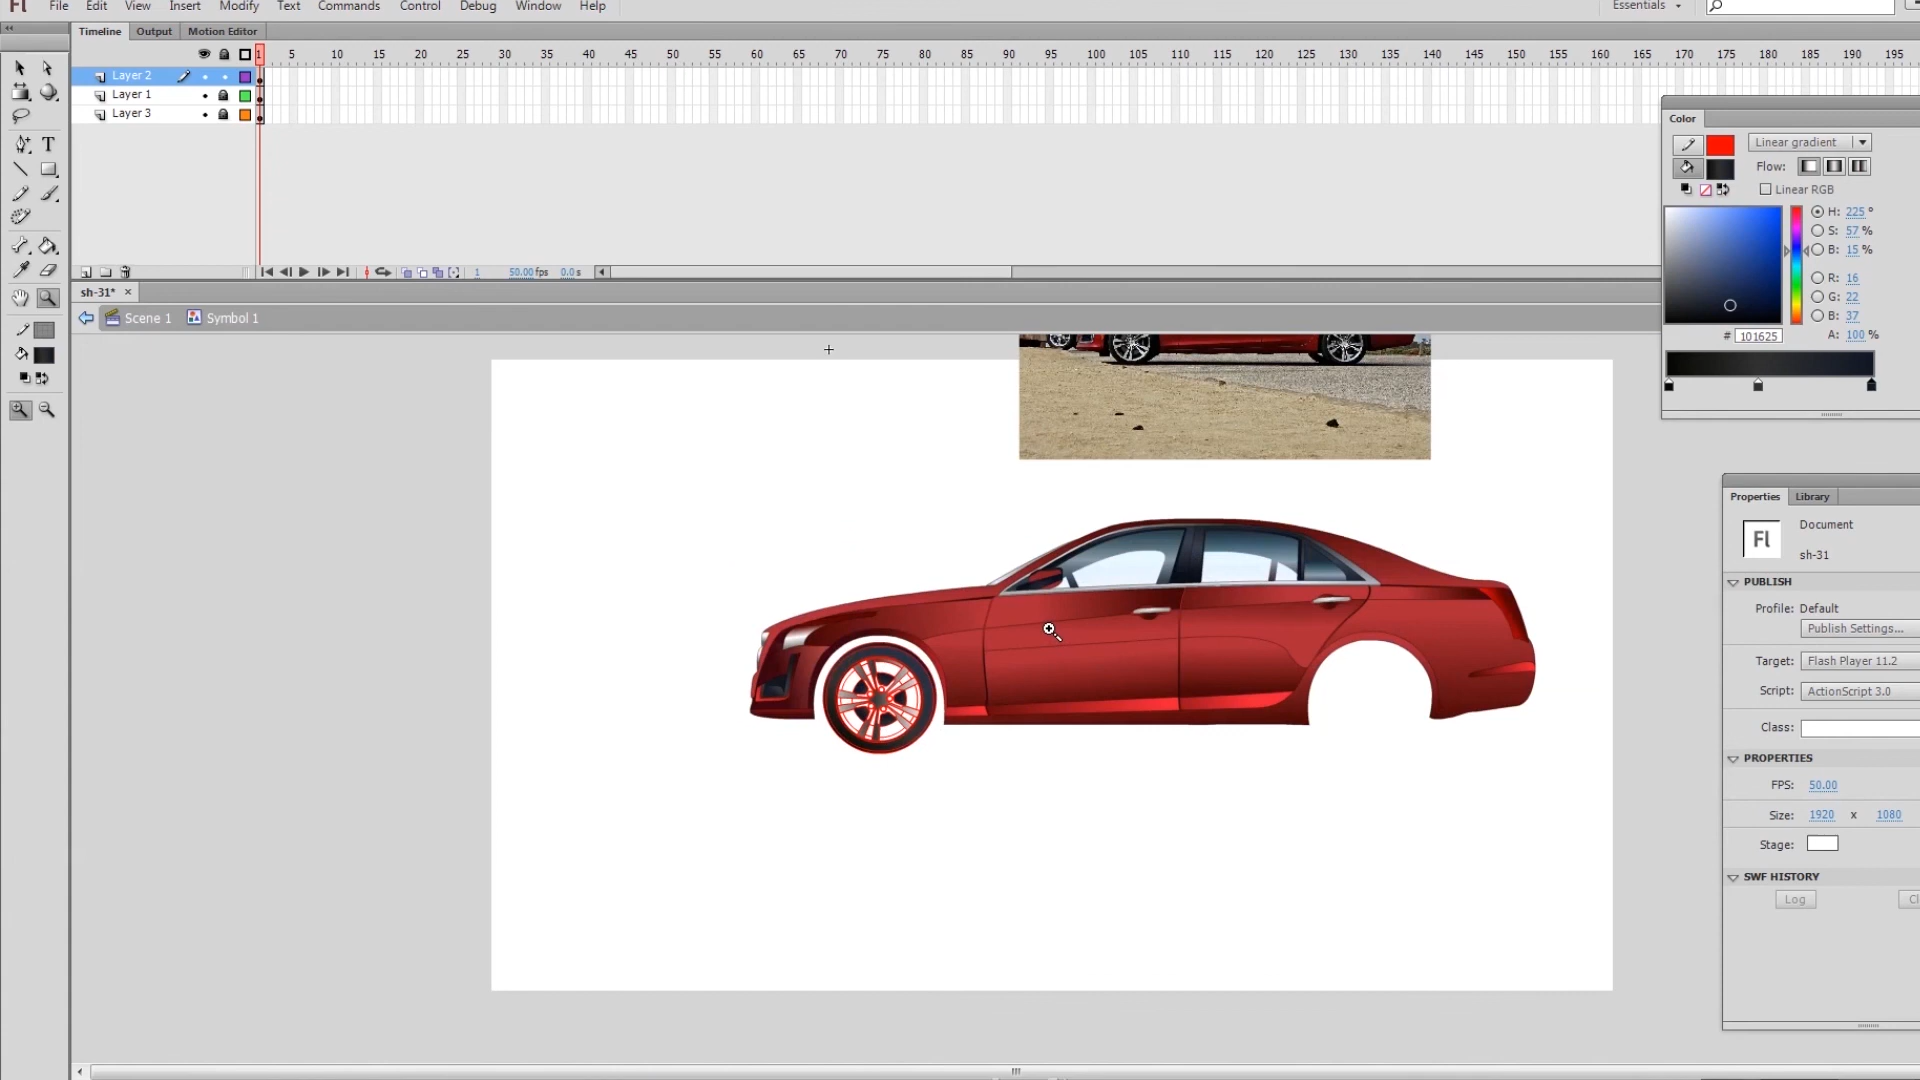 Fl File Edit View Insert Modify Text Commands Control Debug Window Help Essentials
Timeline Output Motion Editor
1 5 10 15 20 25 30 35 40 45 50 55 60 65 70 75 80 85 90 95 100 105 110 115 120 125 130 135 140 145 150 155 160 165 170 175 180 185 190 195
Layer 2
Layer 1
Layer 3
1 50.00 fps 0.0 s
sh-31* ×
Scene 1 Symbol 1
T
Color
Linear gradient
Flow:
Linear RGB
H: 225 °
S: 57 %
B: 15 %
R: 16
G: 22
B: 37
# 101625 A: 100 %
Properties Library
Fl Document
sh-31
PUBLISH
Profile: Default
Publish Settings...
Target: Flash Player 11.2
Script: ActionScript 3.0
Class:
PROPERTIES
FPS: 50.00
Size: 1920 x 1080
Stage:
SWF HISTORY
Log Cl